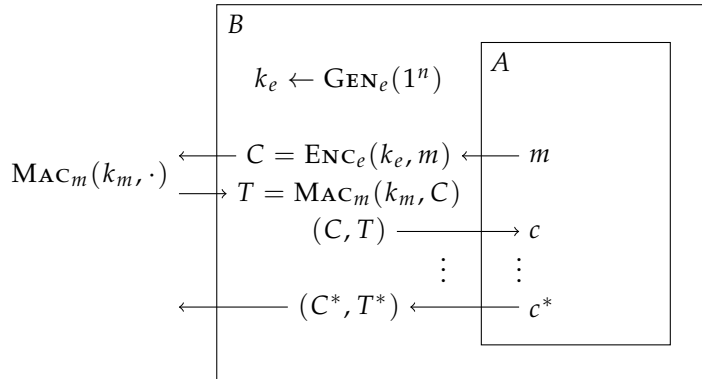 B
A
k_e ← GEN_e(1^n)
C = ENC_e(k_e, m) m
MAC_m(k_m, ·)
T = MAC_m(k_m, C)
(C, T) c
⋮ ⋮
(C*, T*) c*